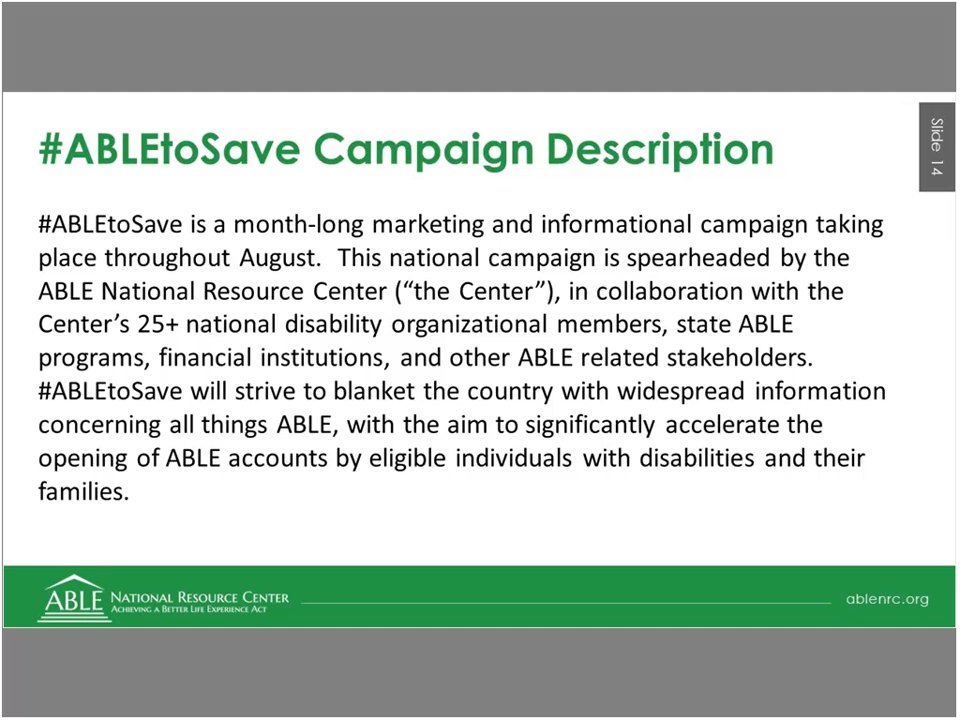 #ABLEtoSave Campaign Description
Slide 14
#ABLEtoSave is a month-long marketing and informational campaign taking
place throughout August.  This national campaign is spearheaded by the
ABLE National Resource Center (“the Center”), in collaboration with the
Center’s 25+ national disability organizational members, state ABLE
programs, financial institutions, and other ABLE related stakeholders.
#ABLEtoSave will strive to blanket the country with widespread information
concerning all things ABLE, with the aim to significantly accelerate the
opening of ABLE accounts by eligible individuals with disabilities and their
families.
ABLE NATIONAL RESOURCE CENTER
ACHIEVING A BETTER LIFE EXPERIENCE ACT
ablenrc.org